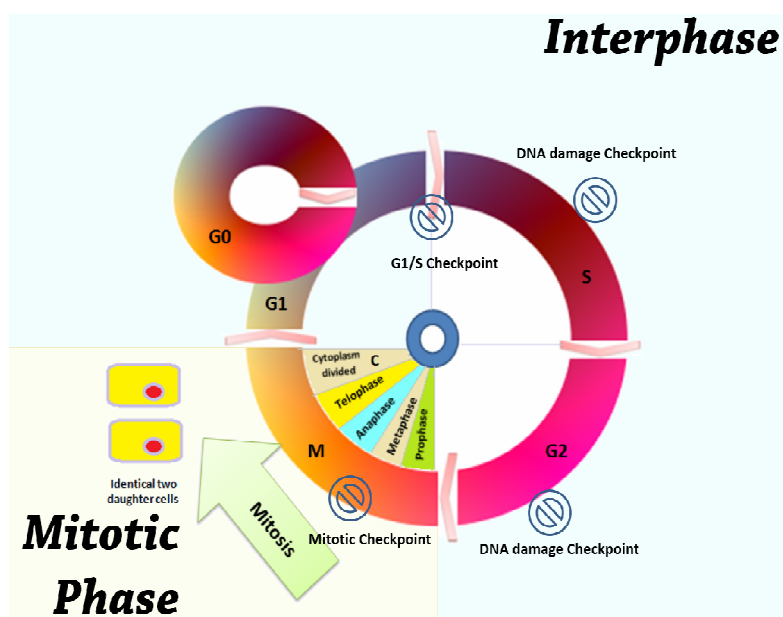 Interphase
DNA damage Checkpoint
G0
G1/S Checkpoint
S
G1
Cytoplasm
divided
C
Telophase
Anaphase
Metaphase
Prophase
M
G2
Identical two
daughter cells
Mitosis
Mitotic Checkpoint
DNA damage Checkpoint
Mitotic
Phase